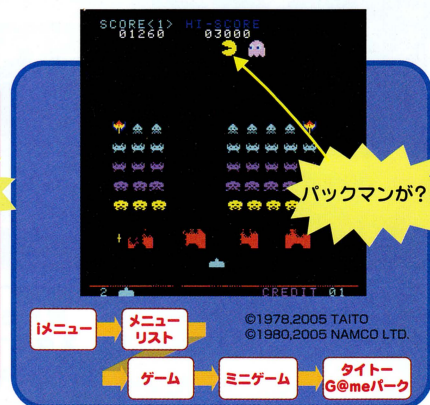 SCORE<1> HI-SCORE
01260 03000
パックマンが?
2 CREDIT 01
©1978,2005 TAITO
©1980,2005 NAMCO LTD.
iメニュー
メニュー
リスト
ゲーム
ミニゲーム
タイトー
G@meパーク